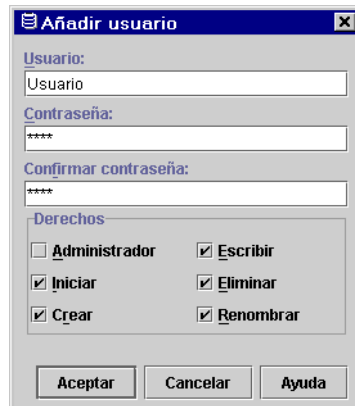 Añadir usuario
Usuario:
Usuario
Contraseña:
****
Confirmar contraseña:
****
Derechos
Administrador Escribir
Iniciar Eliminar
Crear Renombrar
Aceptar Cancelar Ayuda